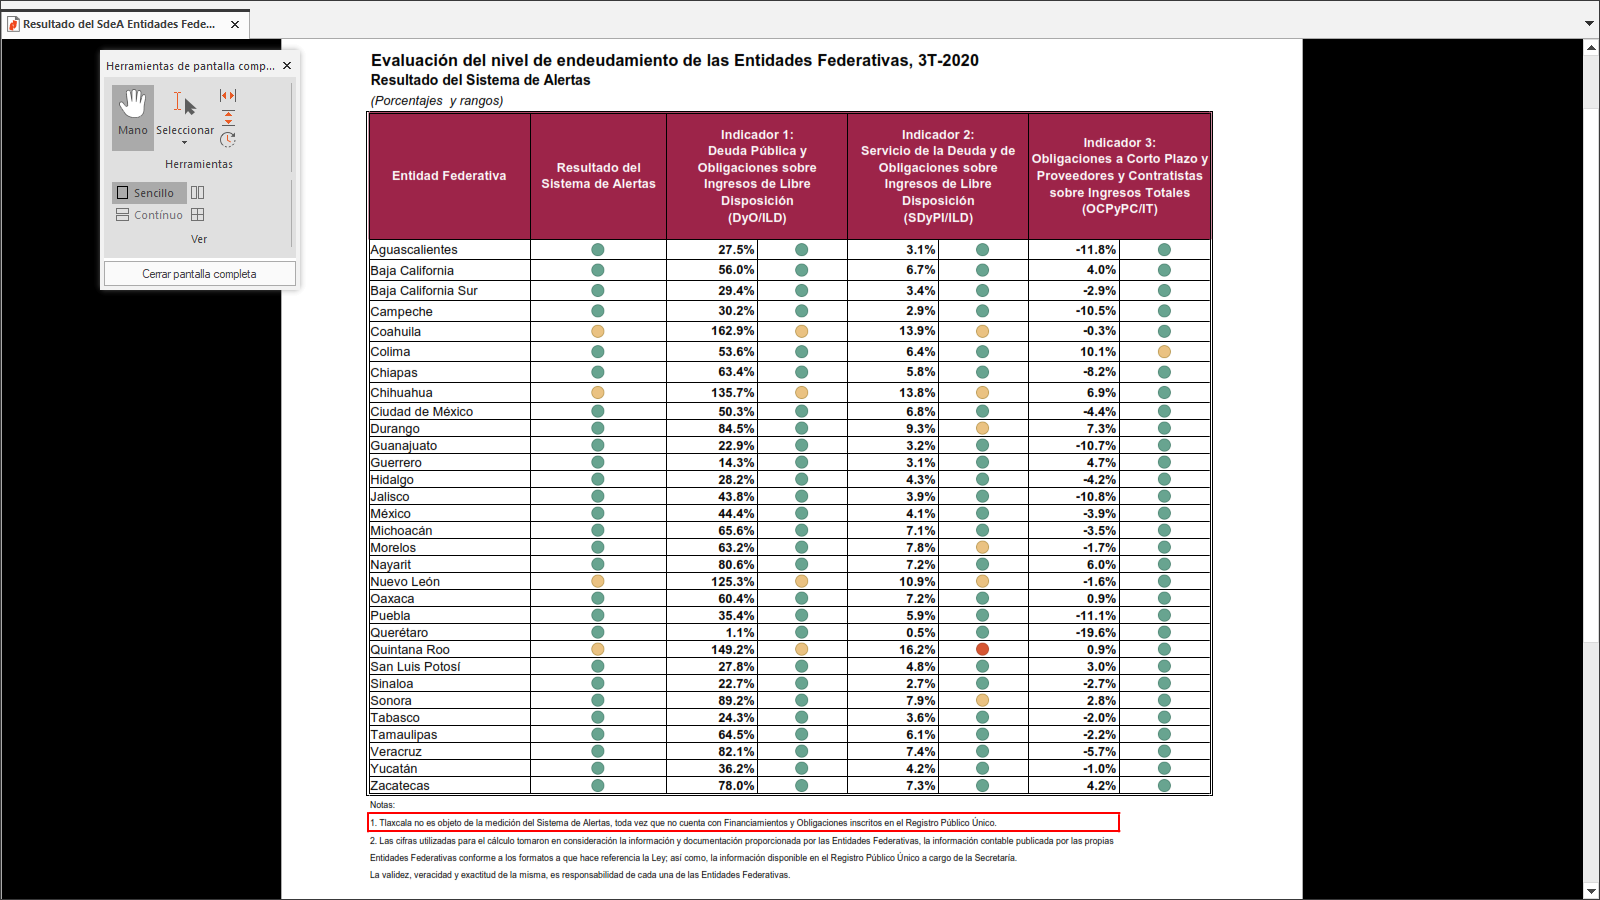 Resultado del SdeA Entidades Fede...
Herramientas de pantalla comp...
Mano
Seleccionar
Herramientas
Sencillo
Contínuo
Ver
Cerrar pantalla completa
Evaluación del nivel de endeudamiento de las Entidades Federativas, 3T-2020
Resultado del Sistema de Alertas
(Porcentajes y rangos)
Entidad Federativa
Resultado del
Sistema de Alertas
Indicador 1:
Deuda Pública y
Obligaciones sobre
Ingresos de Libre
Disposición
(DyO/ILD)
Indicador 2:
Servicio de la Deuda y de
Obligaciones sobre
Ingresos de Libre
Disposición
(SDyPI/ILD)
Indicador 3:
Obligaciones a Corto Plazo y
Proveedores y Contratistas
sobre Ingresos Totales
(OCPyPC/IT)
Aguascalientes 27.5% 3.1% -11.8%
Baja California 56.0% 6.7% 4.0%
Baja California Sur 29.4% 3.4% -2.9%
Campeche 30.2% 2.9% -10.5%
Coahuila 162.9% 13.9% -0.3%
Colima 53.6% 6.4% 10.1%
Chiapas 63.4% 5.8% -8.2%
Chihuahua 135.7% 13.8% 6.9%
Ciudad de México 50.3% 6.8% -4.4%
Durango 84.5% 9.3% 7.3%
Guanajuato 22.9% 3.2% -10.7%
Guerrero 14.3% 3.1% 4.7%
Hidalgo 28.2% 4.3% -4.2%
Jalisco 43.8% 3.9% -10.8%
México 44.4% 4.1% -3.9%
Michoacán 65.6% 7.1% -3.5%
Morelos 63.2% 7.8% -1.7%
Nayarit 80.6% 7.2% 6.0%
Nuevo León 125.3% 10.9% -1.6%
Oaxaca 60.4% 7.2% 0.9%
Puebla 35.4% 5.9% -11.1%
Querétaro 1.1% 0.5% -19.6%
Quintana Roo 149.2% 16.2% 0.9%
San Luis Potosí 27.8% 4.8% 3.0%
Sinaloa 22.7% 2.7% -2.7%
Sonora 89.2% 7.9% 2.8%
Tabasco 24.3% 3.6% -2.0%
Tamaulipas 64.5% 6.1% -2.2%
Veracruz 82.1% 7.4% -5.7%
Yucatán 36.2% 4.2% -1.0%
Zacatecas 78.0% 7.3% 4.2%
Notas:
1. Tlaxcala no es objeto de la medición del Sistema de Alertas, toda vez que no cuenta con Financiamientos y Obligaciones inscritos en el Registro Público Único.
2. Las cifras utilizadas para el cálculo tomaron en consideración la información y documentación proporcionada por las Entidades Federativas, la información contable publicada por las propias
Entidades Federativas conforme a los formatos a que hace referencia la Ley; así como, la información disponible en el Registro Público Único a cargo de la Secretaría.
La validez, veracidad y exactitud de la misma, es responsabilidad de cada una de las Entidades Federativas.